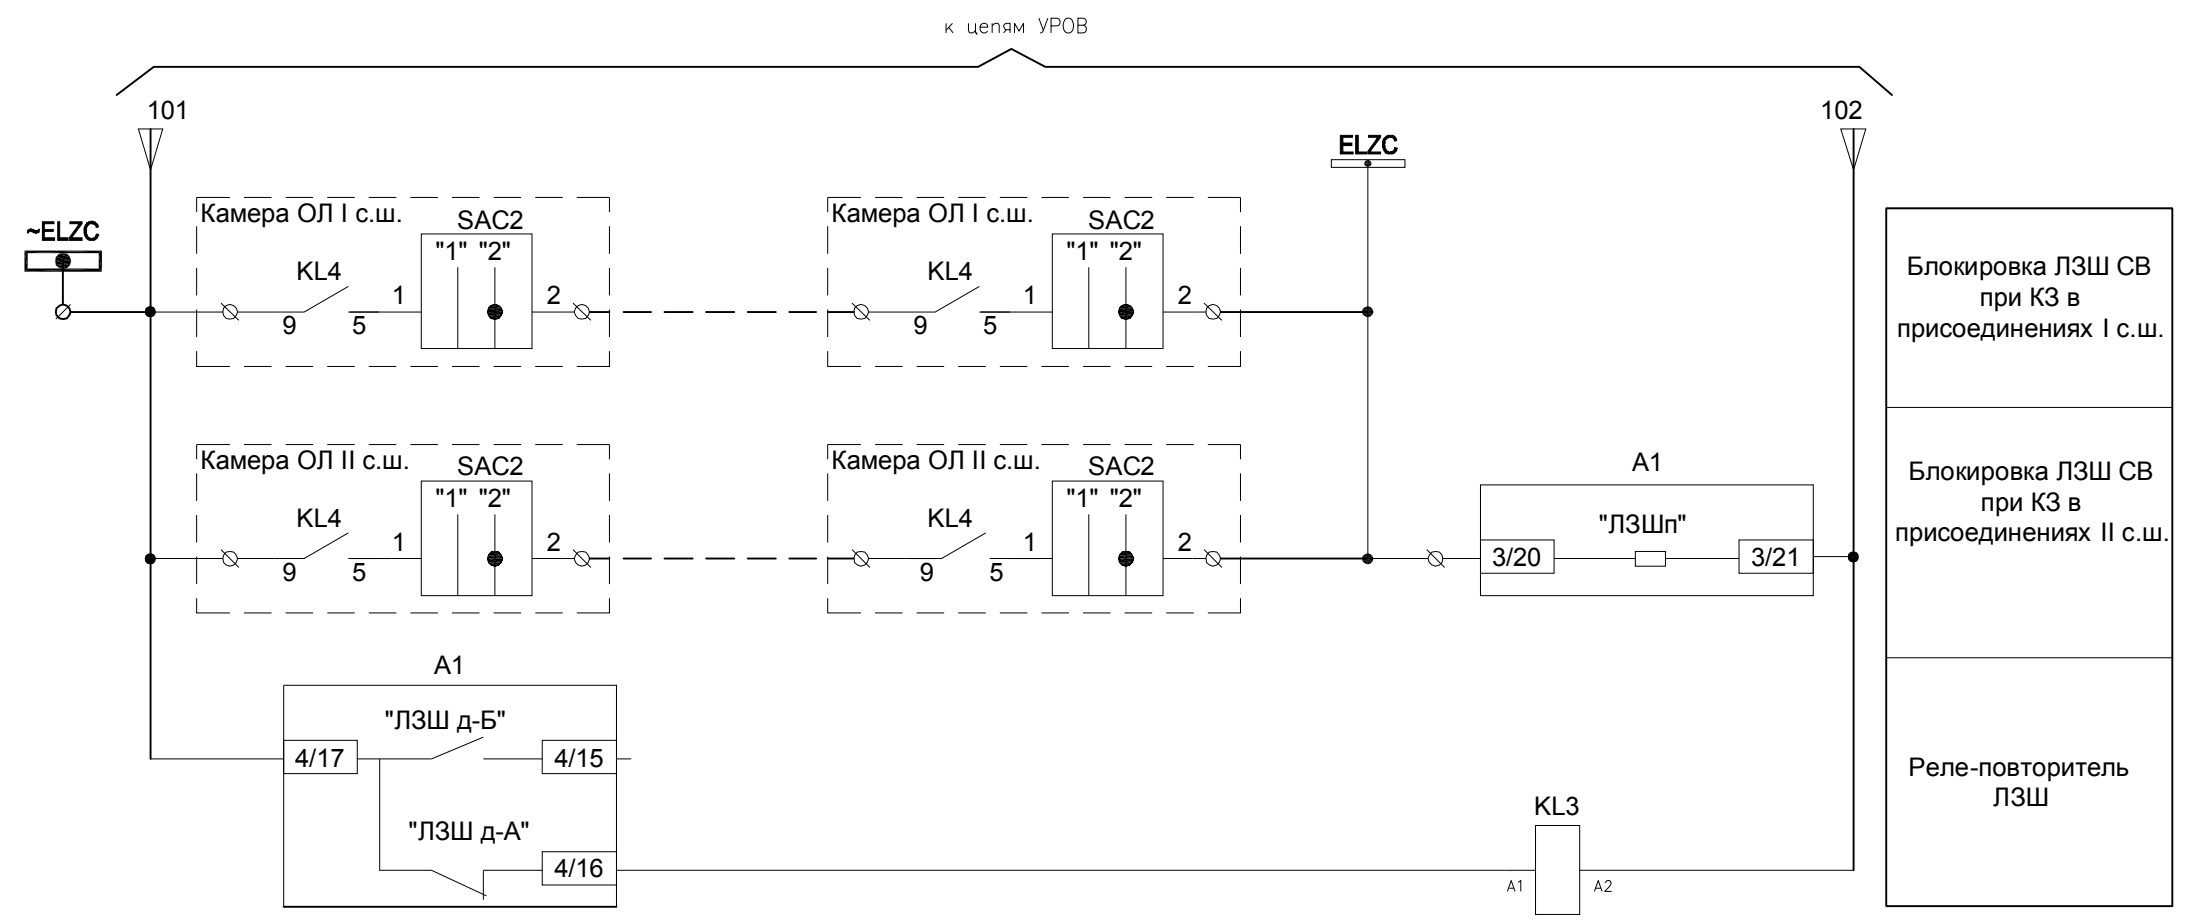 к цепям УРОВ
101
102
ELZC
~ELZC
Камера ОЛ I с.ш.
SAC2
"1" "2"
KL4
9
5
1
2
Камера ОЛ I с.ш.
SAC2
"1" "2"
KL4
9
5
1
2
Блокировка ЛЗШ СВ
при КЗ в
присоединениях I с.ш.
Камера ОЛ II с.ш.
SAC2
"1" "2"
KL4
9
5
1
2
Камера ОЛ II с.ш.
SAC2
"1" "2"
KL4
9
5
1
2
A1
"ЛЗШп"
3/20
3/21
Блокировка ЛЗШ СВ
при КЗ в
присоединениях II с.ш.
A1
"ЛЗШ д-Б"
4/17
4/15
"ЛЗШ д-А"
4/16
KL3
A1
A2
Реле-повторитель
ЛЗШ